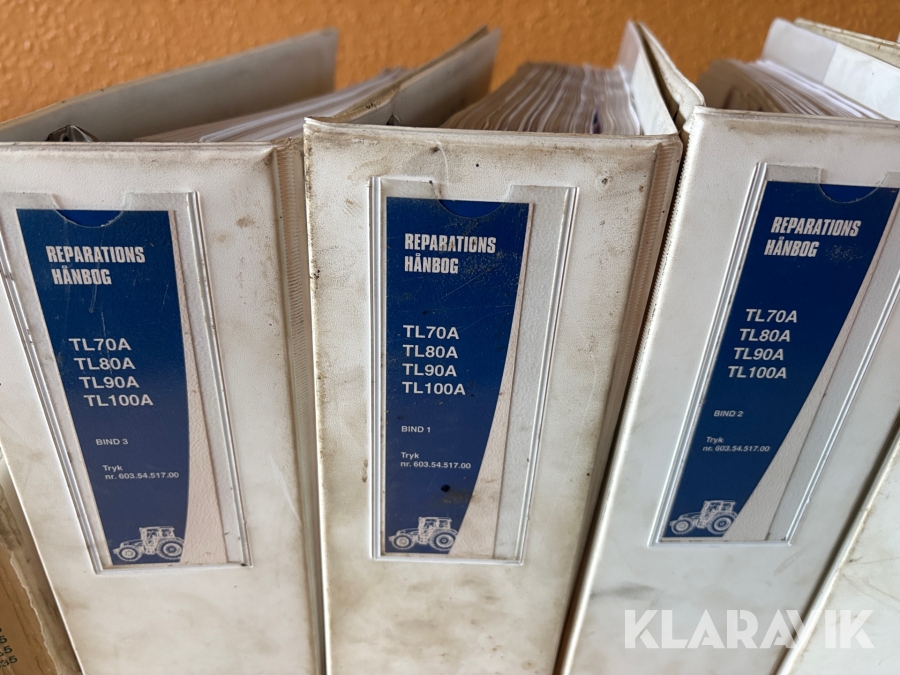 REPARATIONS
HÅNBOG
TL70A
TL80A
TL90A
TL100A
BIND 3
Tryk
nr. 603.54.517.00
REPARATIONS
HÅNBOG
TL70A
TL80A
TL90A
TL100A
BIND 1
Tryk
nr. 603.54.517.00
REPARATIONS
HÅNBOG
TL70A
TL80A
TL90A
TL100A
BIND 2
Tryk
nr. 603.54.517.00
KLARAVIK